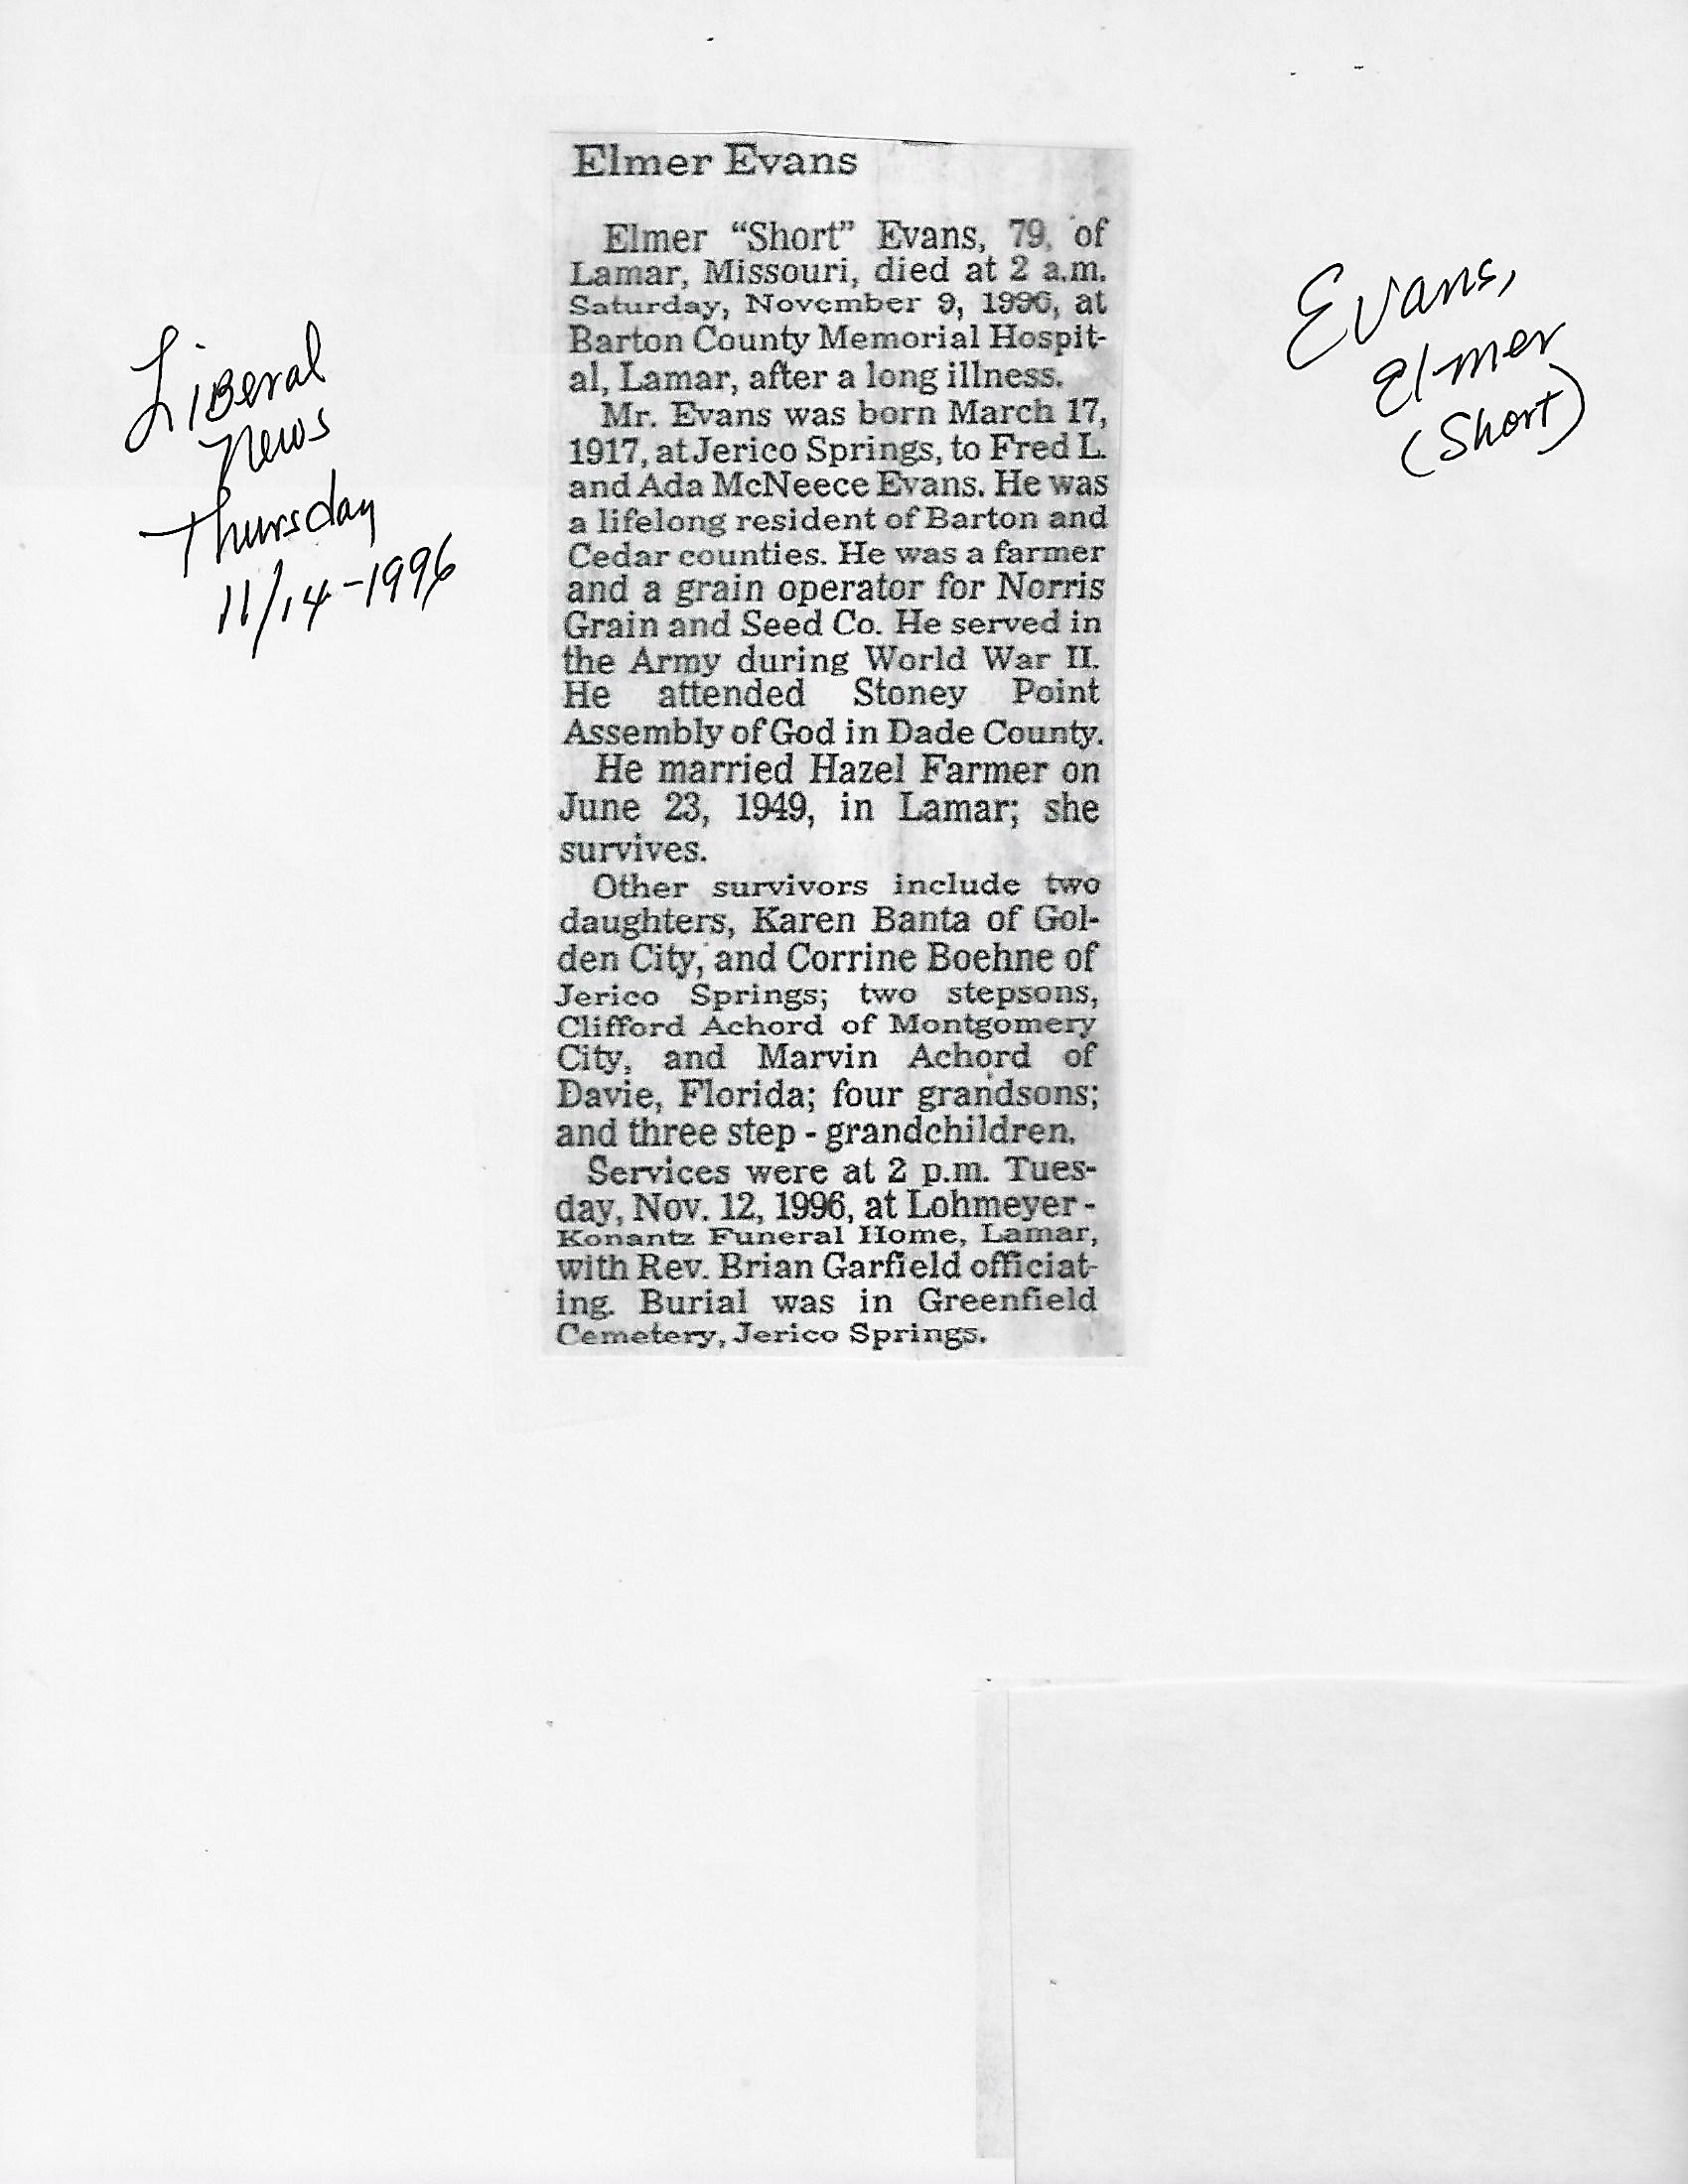 Liberal
News
Thursday
11/14-1996
Evans,
Elmer
(Short)
Elmer Evans
Elmer “Short” Evans, 79, of
Lamar, Missouri, died at 2 a.m.
Saturday, November 9, 1996, at
Barton County Memorial Hospit-
al, Lamar, after a long illness.
Mr. Evans was born March 17,
1917, at Jerico Springs, to Fred L.
and Ada McNeece Evans. He was
a lifelong resident of Barton and
Cedar counties. He was a farmer
and a grain operator for Norris
Grain and Seed Co. He served in
the Army during World War II.
He attended Stoney Point
Assembly of God in Dade County.
He married Hazel Farmer on
June 23, 1949, in Lamar; she
survives.
Other survivors include two
daughters, Karen Banta of Gol-
den City, and Corrine Boehne of
Jerico Springs; two stepsons,
Clifford Achord of Montgomery
City, and Marvin Achord of
Davie, Florida; four grandsons;
and three step - grandchildren.
Services were at 2 p.m. Tues-
day, Nov. 12, 1996, at Lohmeyer -
Konantz Funeral Home, Lamar,
with Rev. Brian Garfield officiat-
ing. Burial was in Greenfield
Cemetery, Jerico Springs.